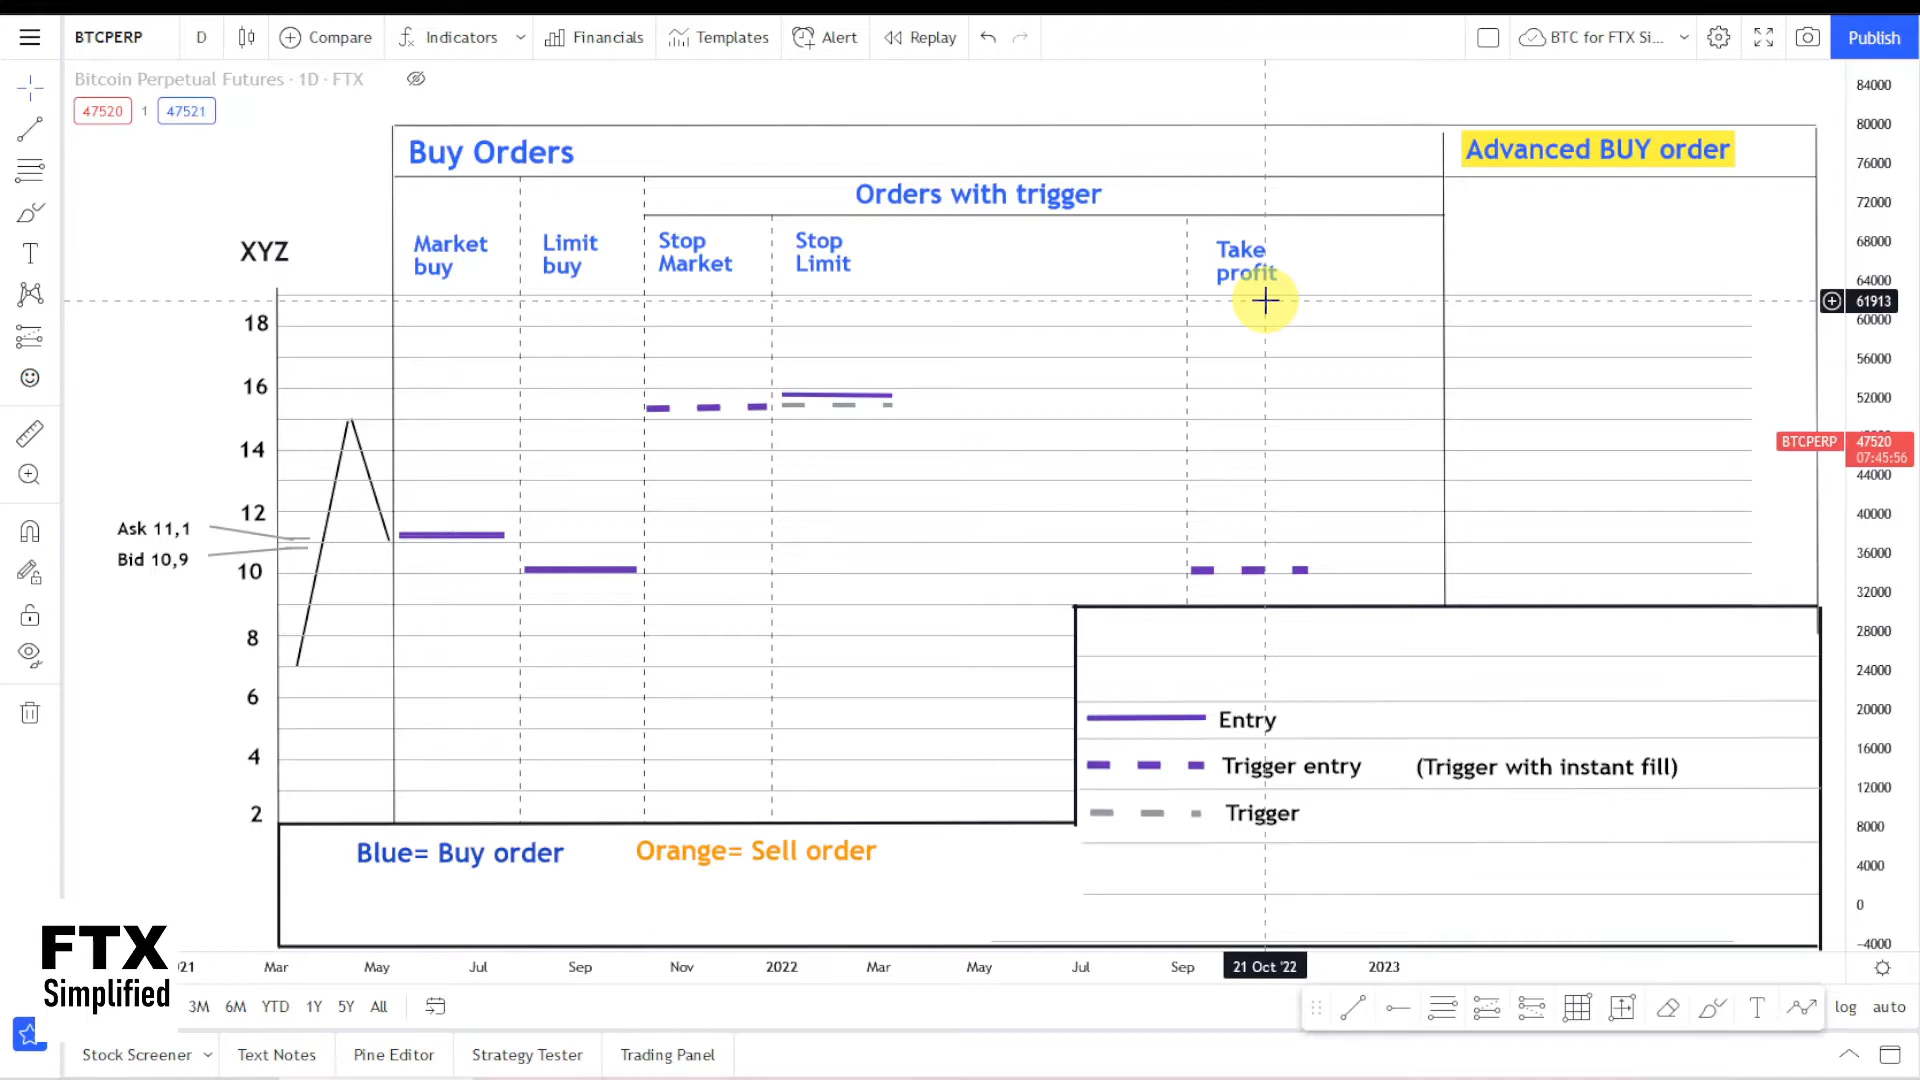 BTCPERP
D
Compare
Indicators
Financials
Templates
Alert
Replay
BTC for FTX Si...
Publish
Bitcoin Perpetual Futures · 1D · FTX
47520
1
47521
Buy Orders
Advanced BUY order
Orders with trigger
XYZ
Market
buy
Limit
buy
Stop
Market
Stop
Limit
Take
profit
18
16
14
12
10
8
6
4
2
Ask 11,1
Bid 10,9
Entry
Trigger entry
(Trigger with instant fill)
Trigger
Blue= Buy order
Orange= Sell order
84000
80000
76000
72000
68000
64000
61913
60000
56000
52000
BTCPERP
47520
07:45:56
44000
40000
36000
32000
28000
24000
20000
16000
12000
8000
4000
0
−4000
FTX
Simplified
21
Mar
May
Jul
Sep
Nov
2022
Mar
May
Jul
Sep
21 Oct '22
2023
3M
6M
YTD
1Y
5Y
All
log
auto
Stock Screener
Text Notes
Pine Editor
Strategy Tester
Trading Panel